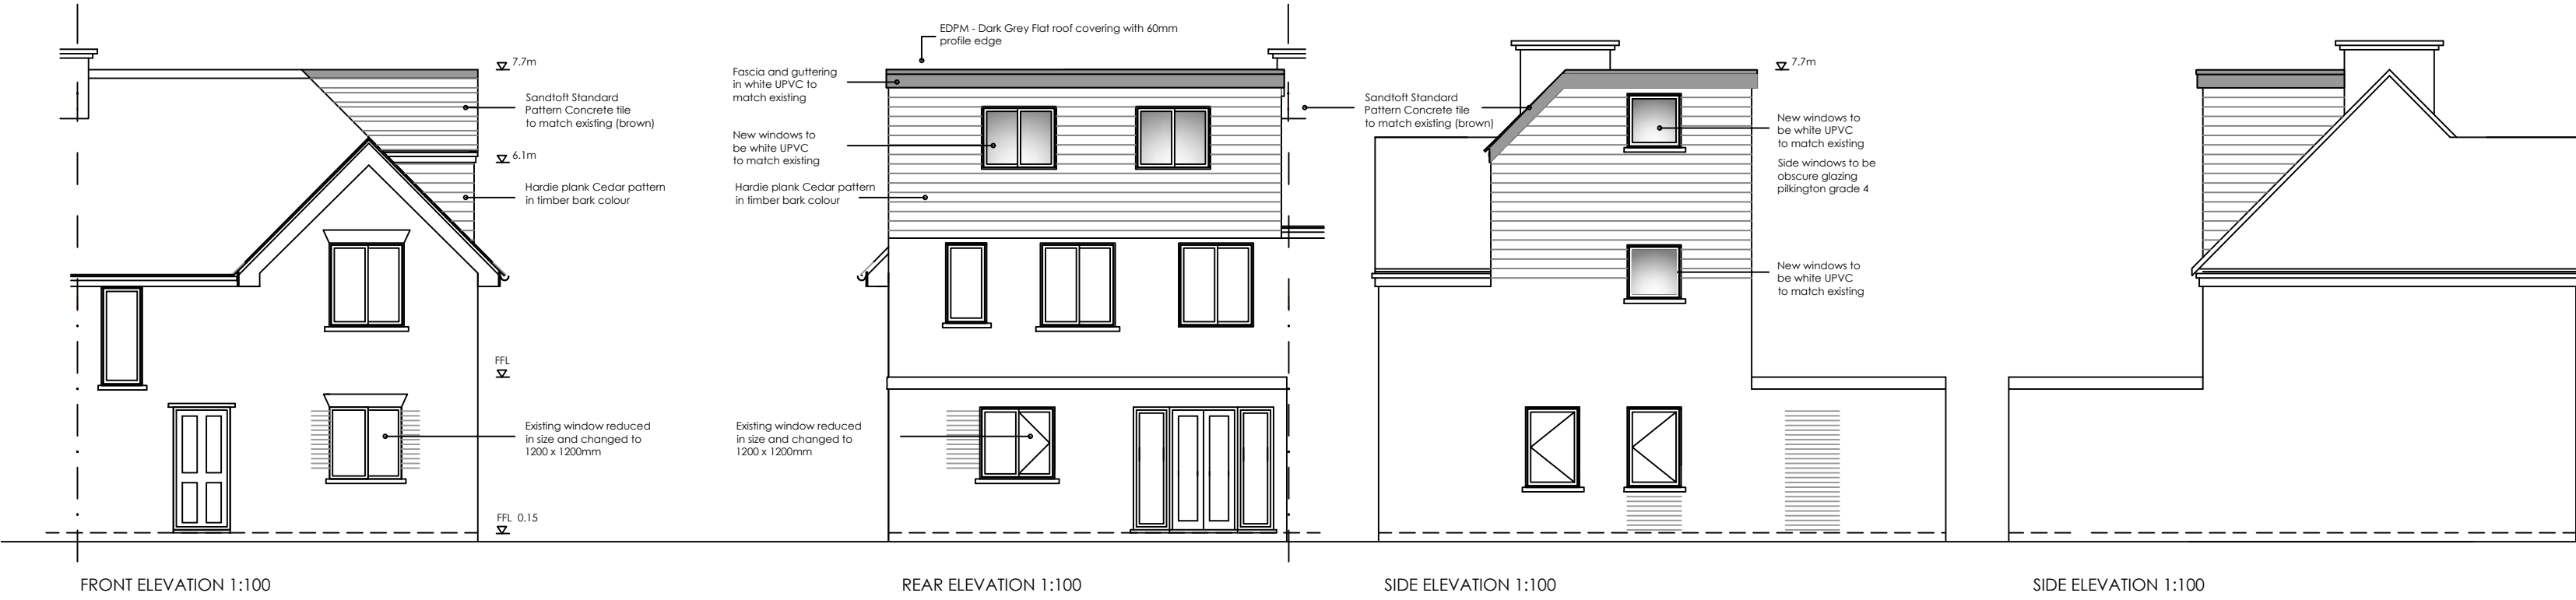 7.7m
Sandtoft Standard
Pattern Concrete tile
to match existing (brown)
6.1m
Hardie plank Cedar pattern
in timber bark colour
FFL
Existing window reduced
in size and changed to
1200 x 1200mm
FFL 0.15
FRONT ELEVATION 1:100
EDPM - Dark Grey Flat roof covering with 60mm
profile edge
Fascia and guttering
in white UPVC to
match existing
New windows to
be white UPVC
to match existing
Hardie plank Cedar pattern
in timber bark colour
Existing window reduced
in size and changed to
1200 x 1200mm
REAR ELEVATION 1:100
Sandtoft Standard
Pattern Concrete tile
to match existing (brown)
7.7m
New windows to
be white UPVC
to match existing
Side windows to be
obscure glazing
pilkington grade 4
New windows to
be white UPVC
to match existing
SIDE ELEVATION 1:100
SIDE ELEVATION 1:100